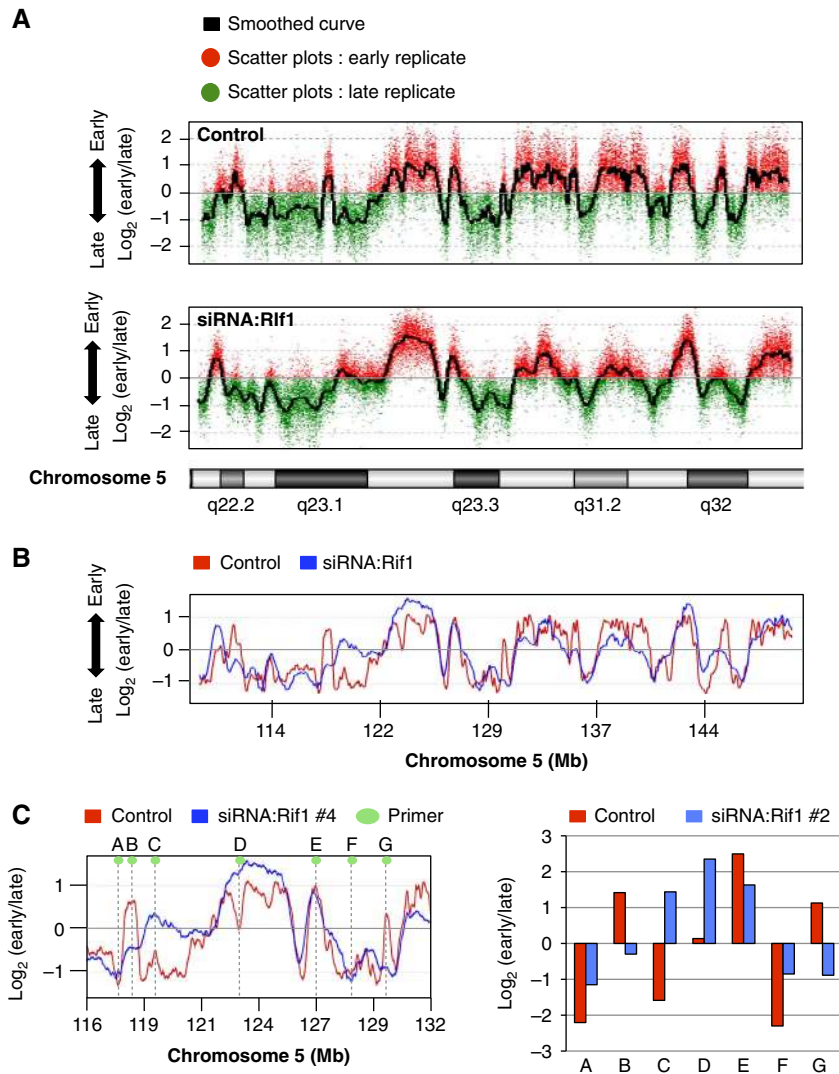 A
Smoothed curve
Scatter plots : early replicate
Scatter plots : late replicate
Late Early
Log2 (early/late)
2
1
0
−1
−2
Control
Late Early
Log2 (early/late)
2
1
0
−1
−2
siRNA:RIf1
Chromosome 5
q22.2 q23.1 q23.3 q31.2 q32
B
Control siRNA:Rif1
Late Early
Log2 (early/late)
1
0
−1
114 122 129 137 144
Chromosome 5 (Mb)
C
Control siRNA:Rif1 #4 Primer
A B C D E F G
Log2 (early/late)
1
0
−1
116 119 121 124 127 129 132
Chromosome 5 (Mb)
Control siRNA:Rif1 #2
Log2 (early/late)
3
2
1
0
−1
−2
−3
A B C D E F G